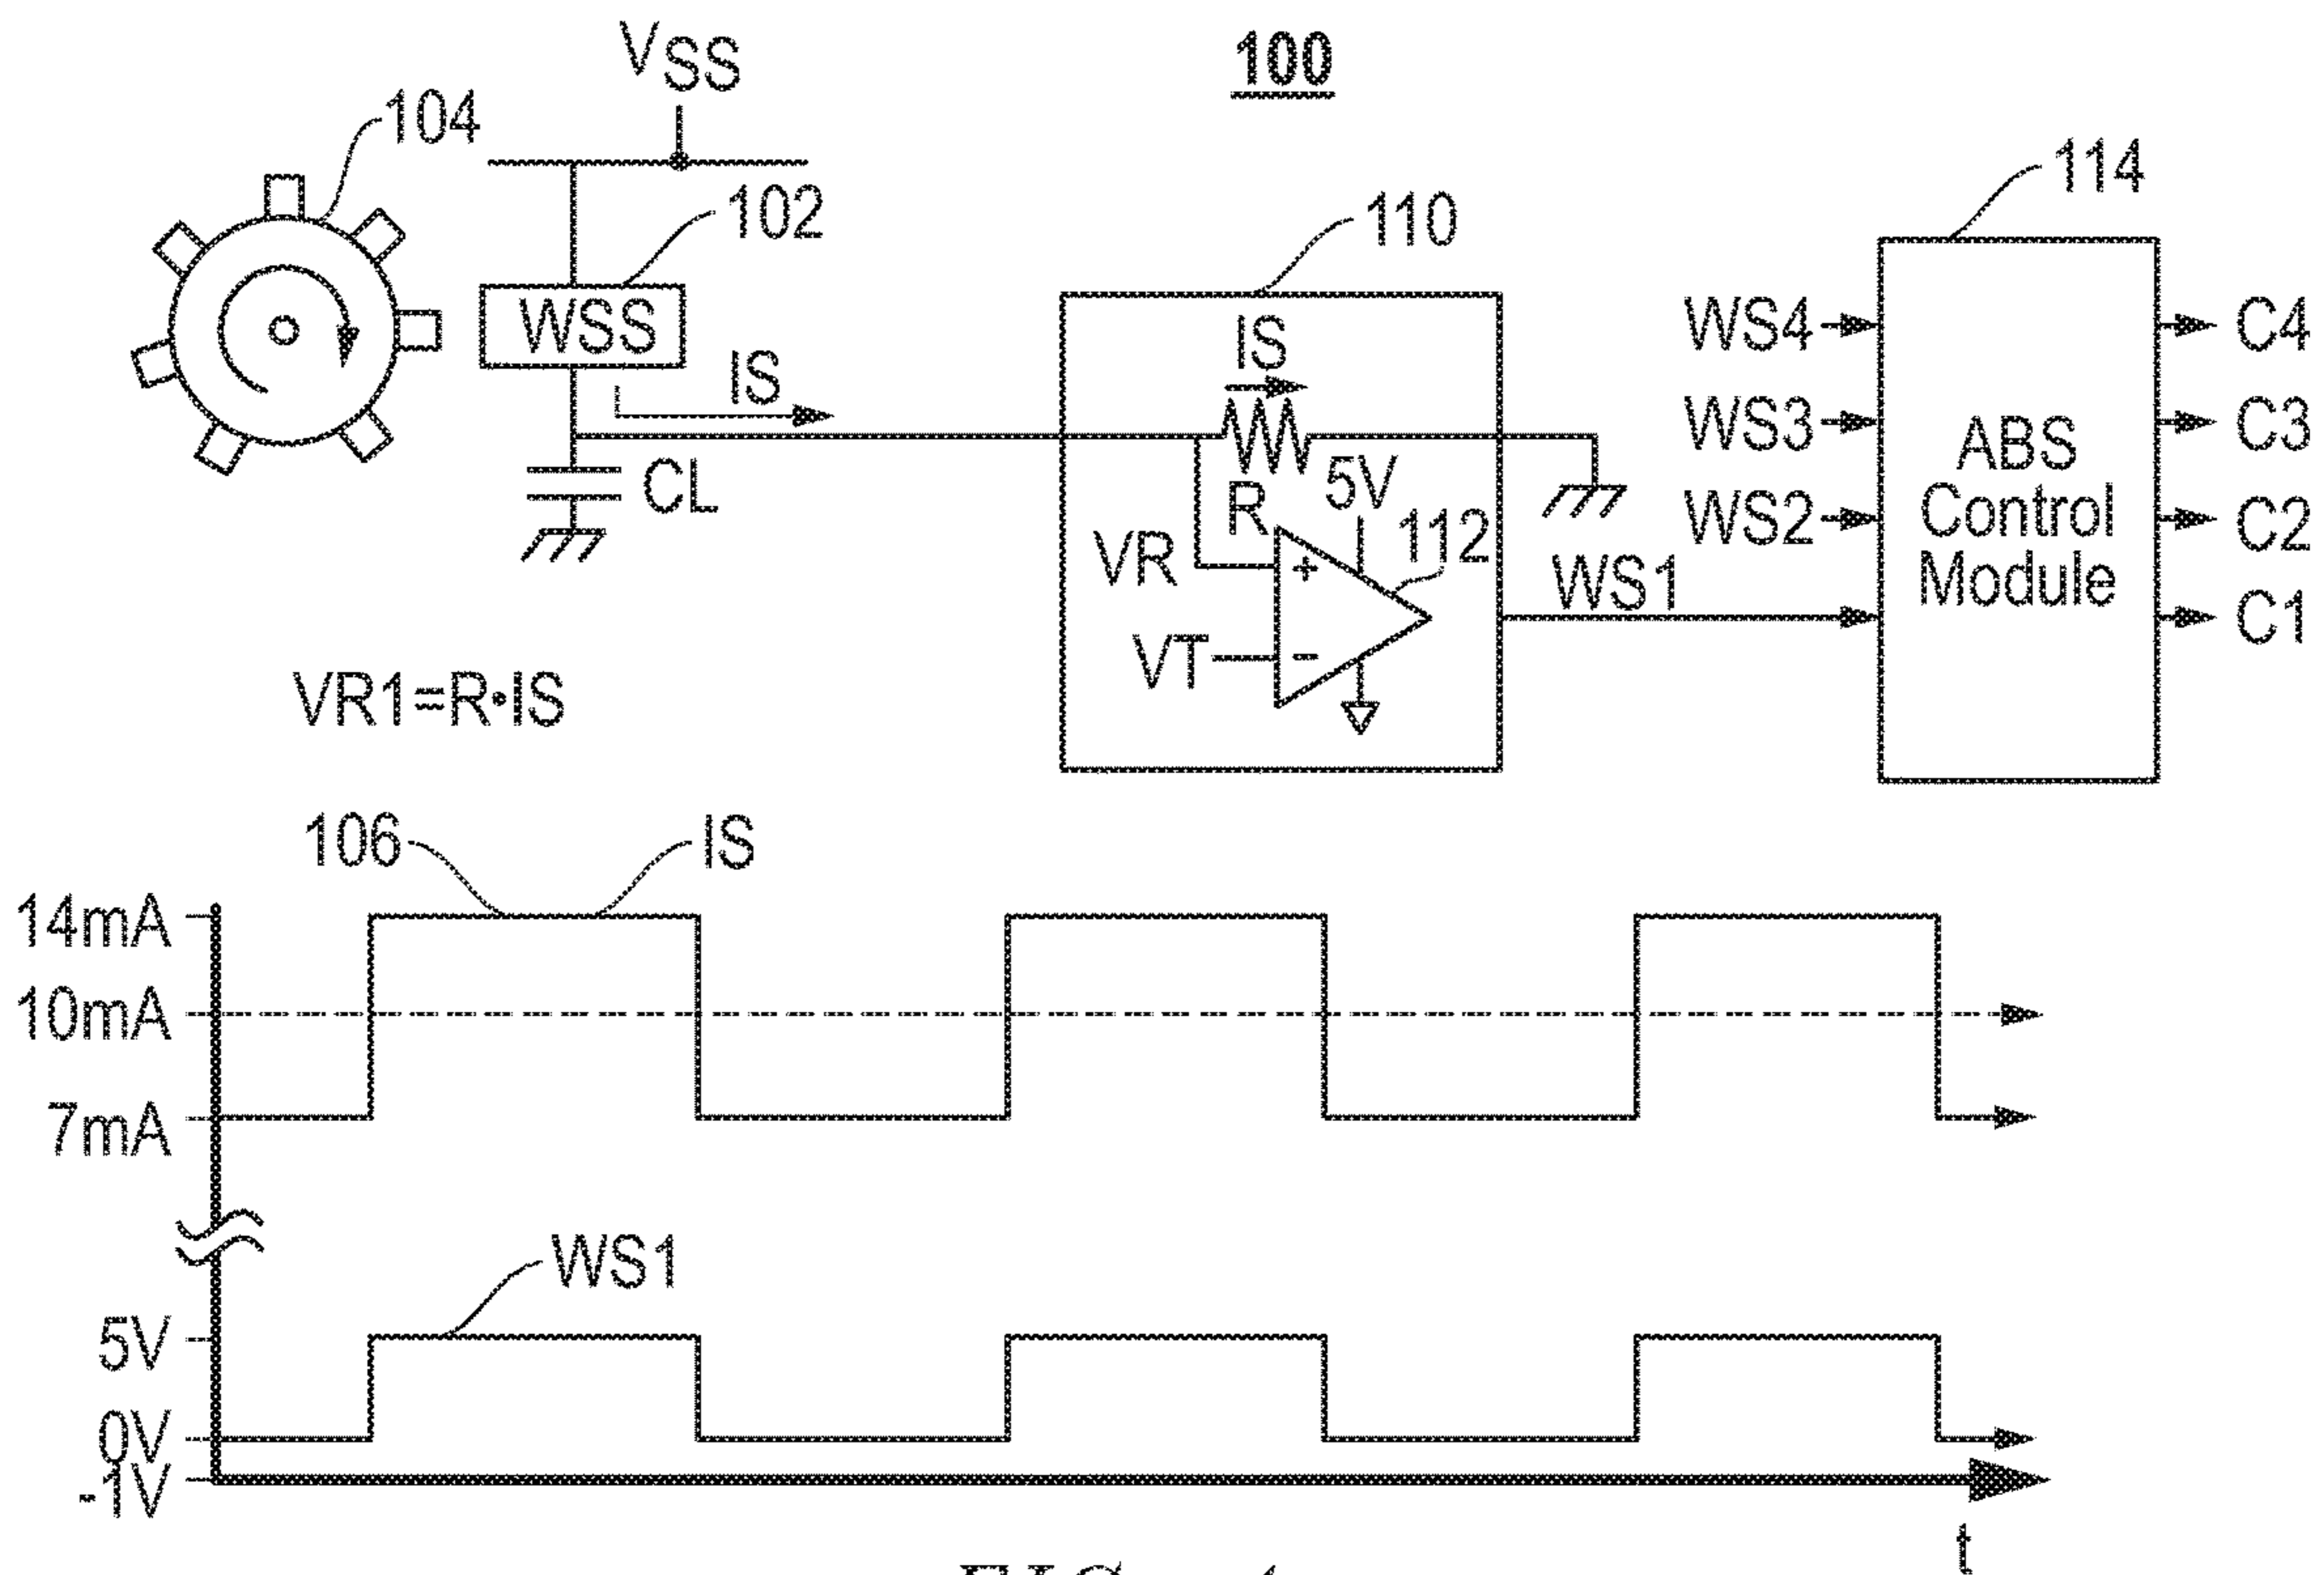 VSS
100
104
102
WSS
IS
CL
110
IS
R
5V
112
VR
+
VT
-
WS1
114
WS4
WS3
WS2
ABS
Control
Module
C4
C3
C2
C1
VR1=R•IS
106
IS
14mA
10mA
7mA
WS1
5V
0V
-1V
t